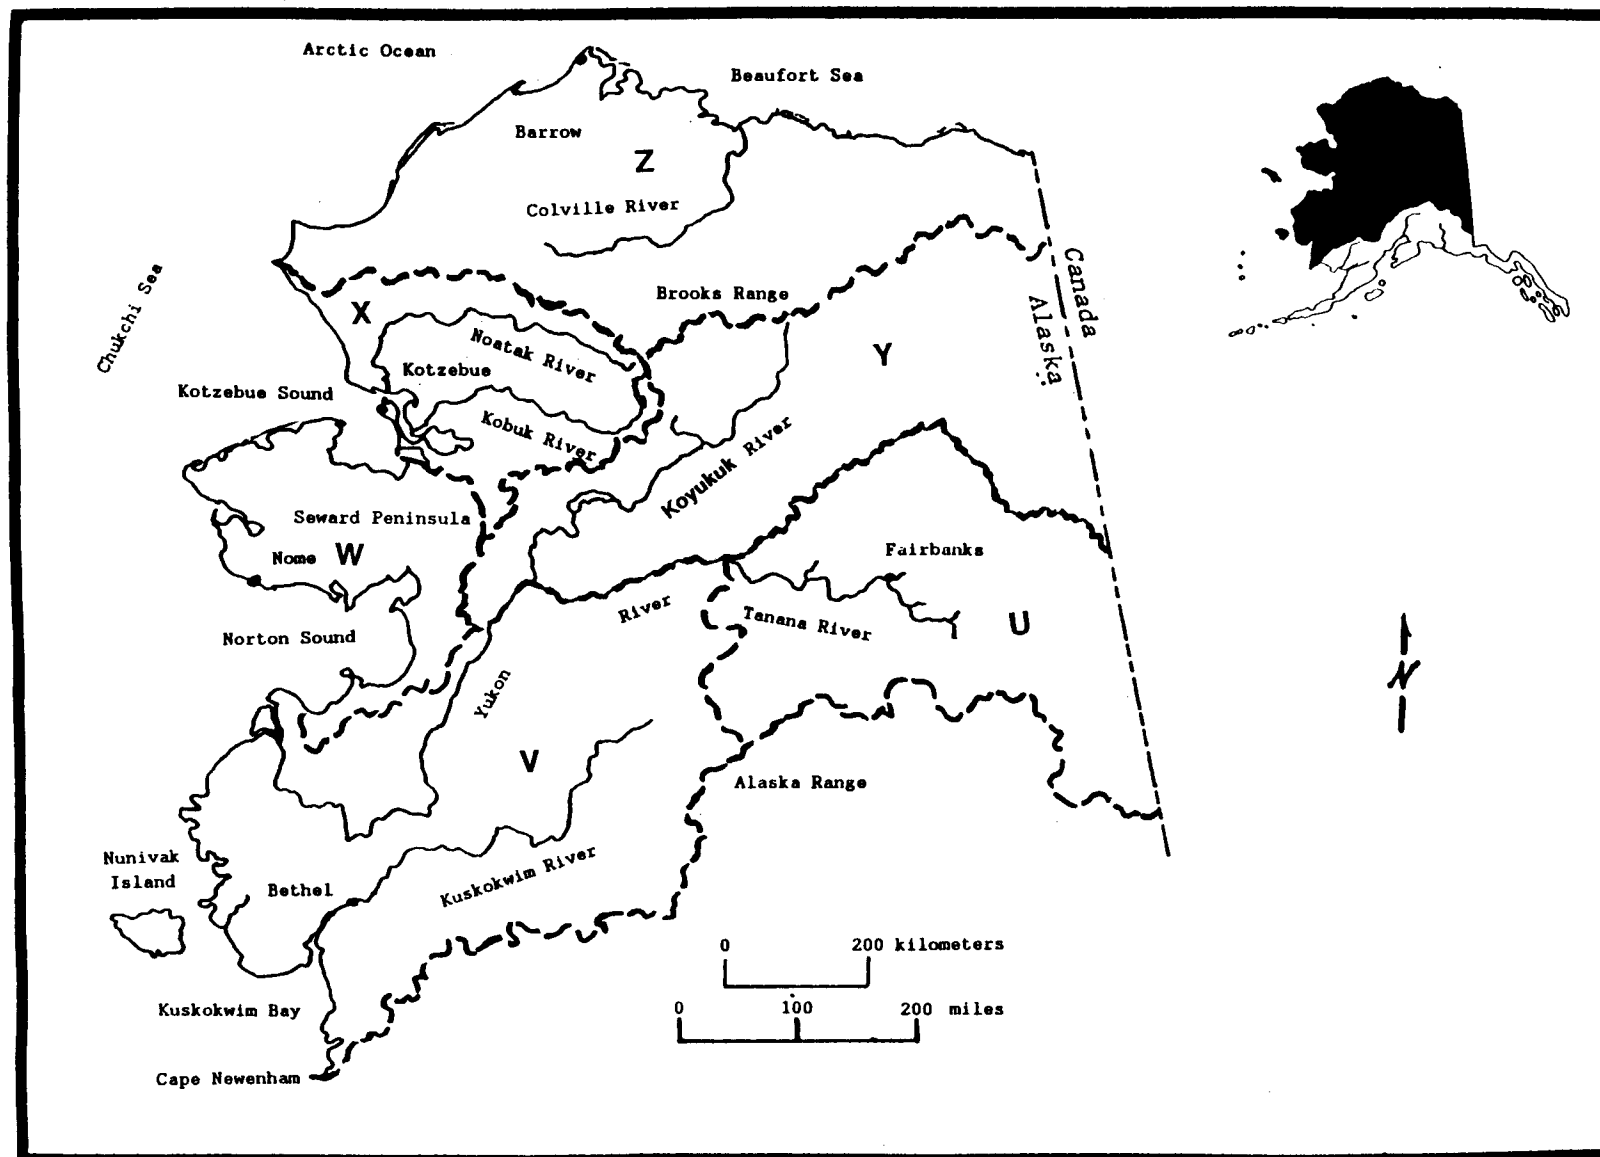 Arctic Ocean
Beaufort Sea
Barrow
Z
Colville River
Chukchi Sea
X
Brooks Range
Canada
Alaska
Noatak River
Kotzebue
Y
Kotzebue Sound
Kobuk River
Koyukuk River
Seward Peninsula
Nome W
Fairbanks
River
Tanana River
U
Norton Sound
Yukon
V
Alaska Range
N
Nunivak
Island
Bethel
Kuskokwim River
0 200 kilometers
Kuskokwim Bay
0 100 200 miles
Cape Newenham